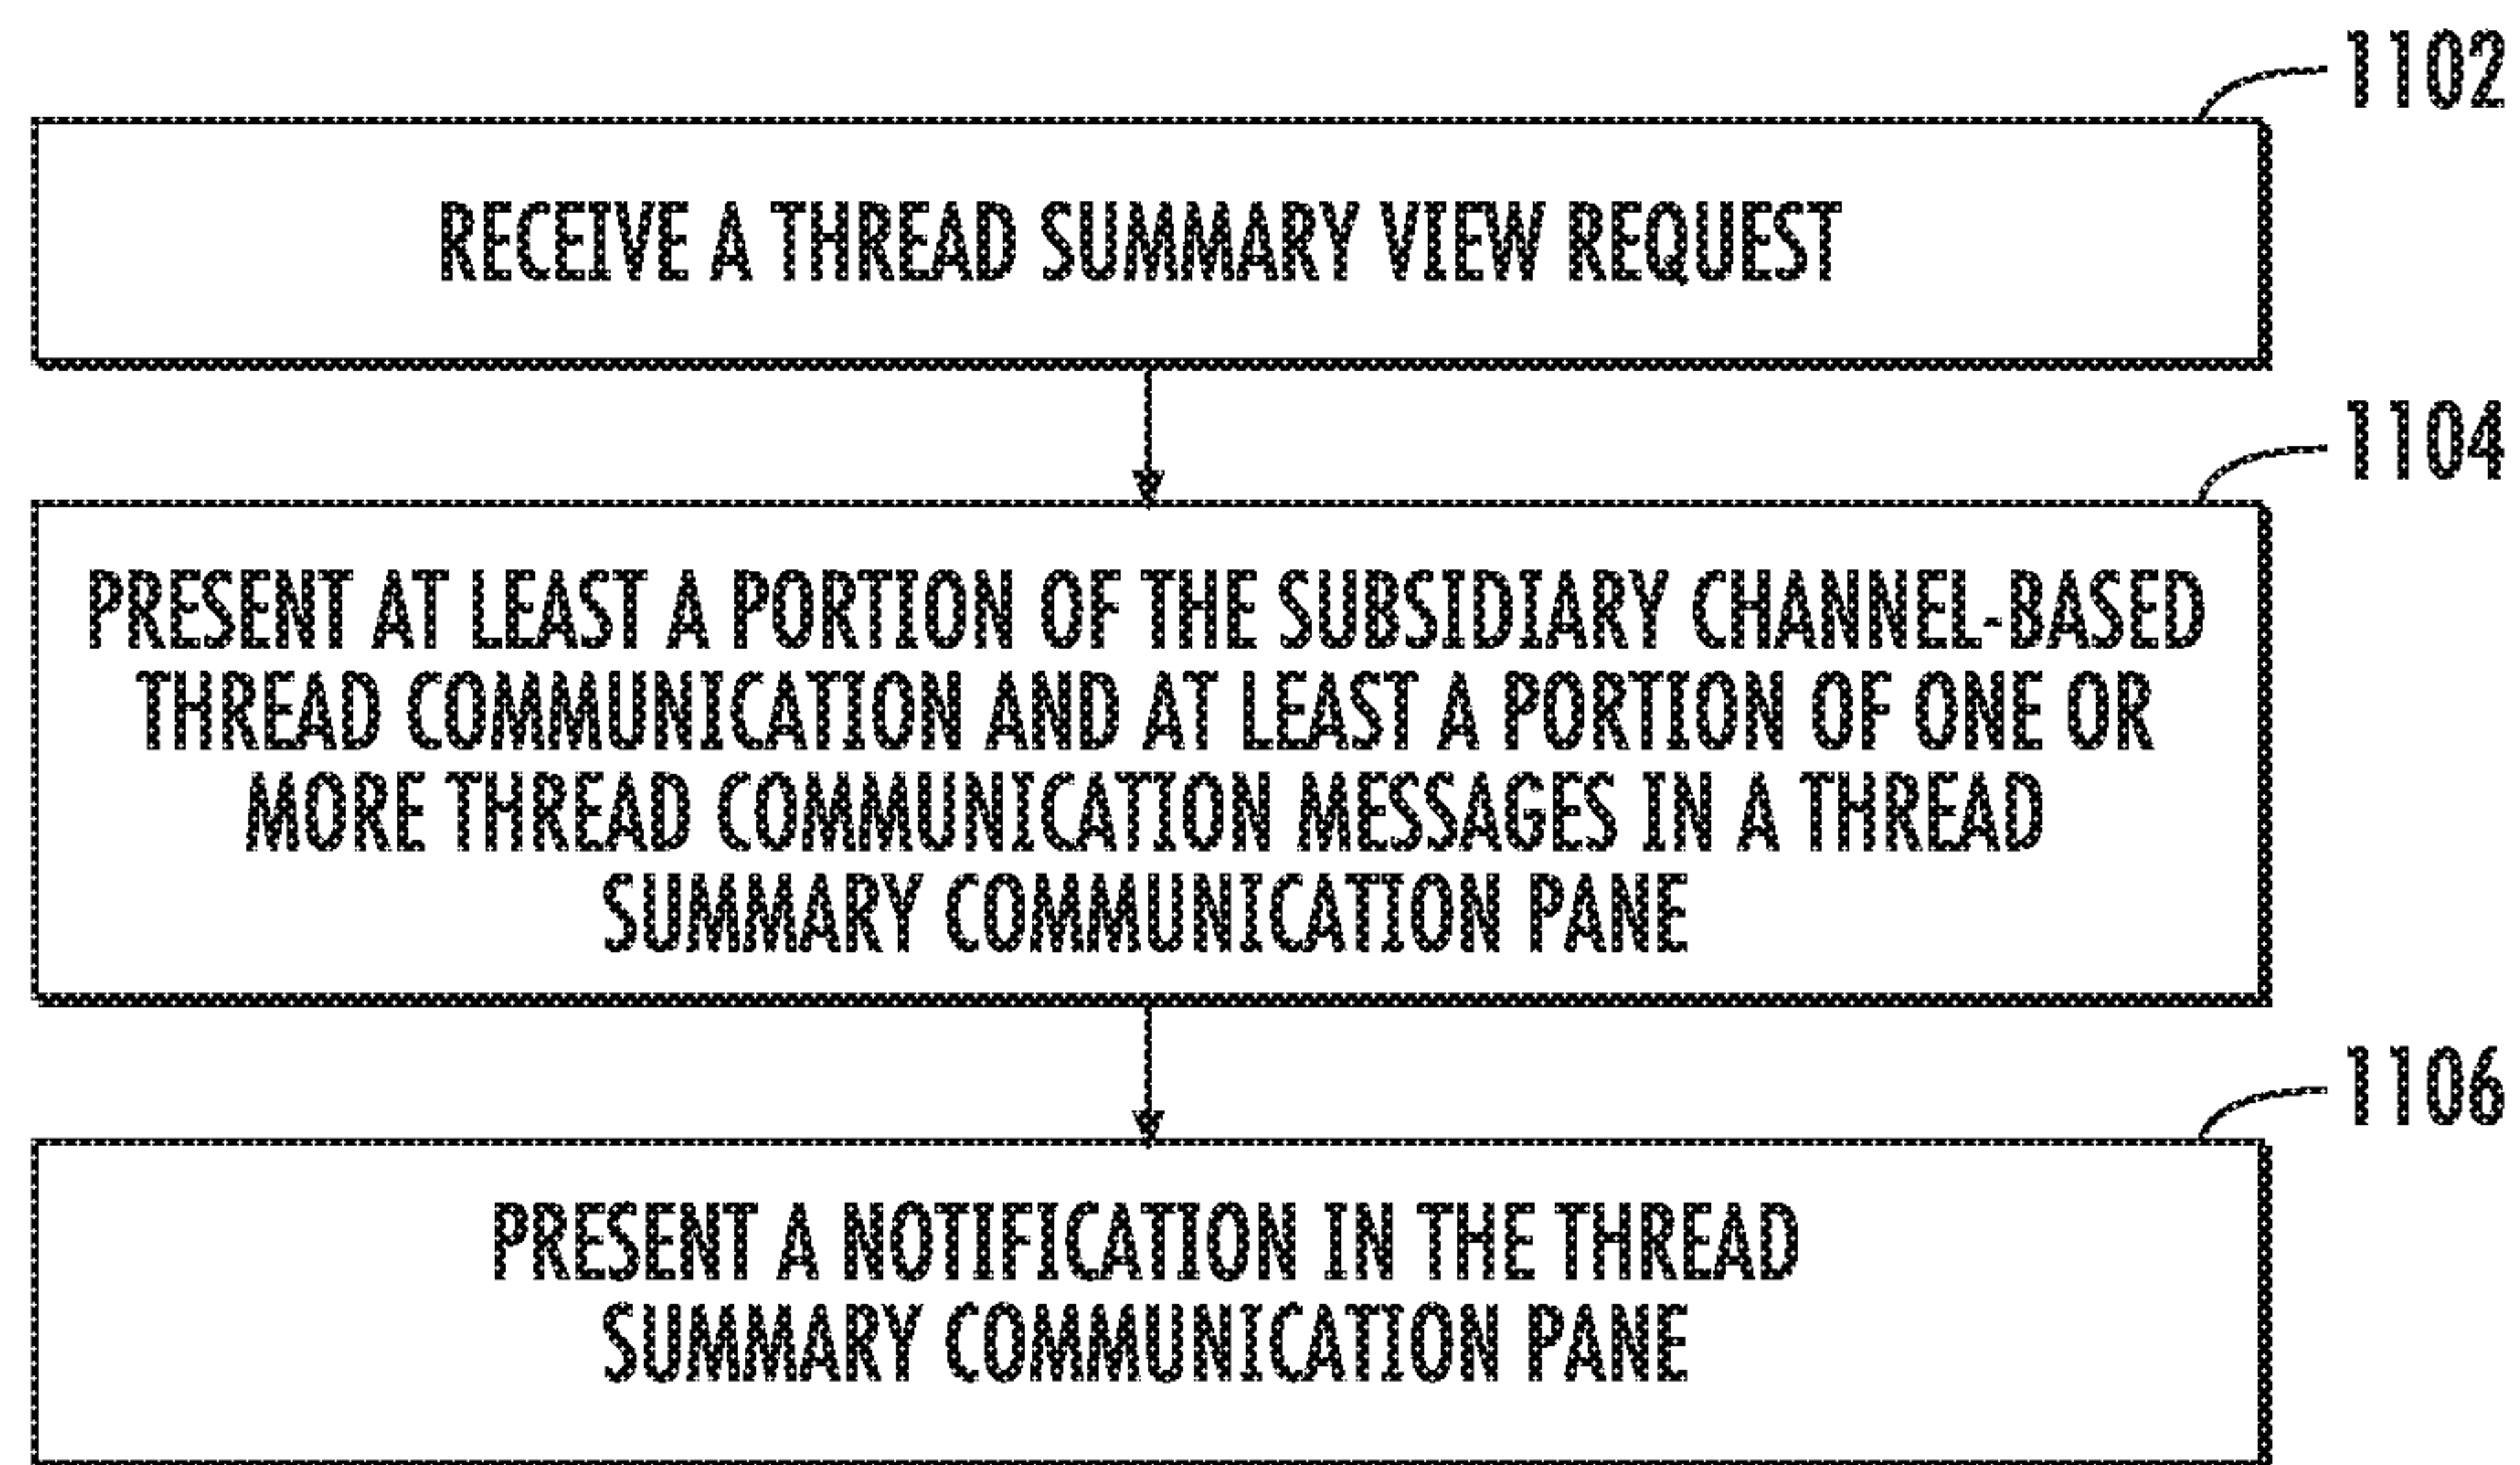 1102
RECEIVE A THREAD SUMMARY VIEW REQUEST
1104
PRESENT AT LEAST A PORTION OF THE SUBSIDIARY CHANNEL-BASED
THREAD COMMUNICATION AND AT LEAST A PORTION OF ONE OR
MORE THREAD COMMUNICATION MESSAGES IN A THREAD
SUMMARY COMMUNICATION PANE
1106
PRESENT A NOTIFICATION IN THE THREAD
SUMMARY COMMUNICATION PANE